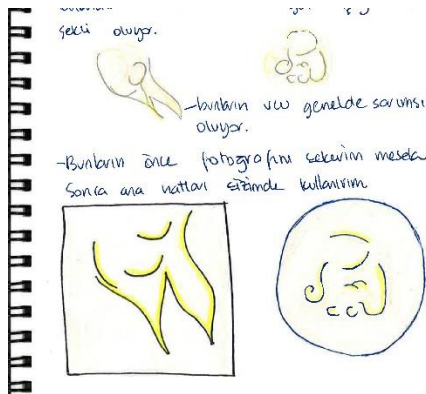 şekli oluyor.
-bunların ucu genelde sarımsı
oluyor.
-Bunların önce fotoğrafını çekerim mesela
sonra ana hatları çizimde kullanırım